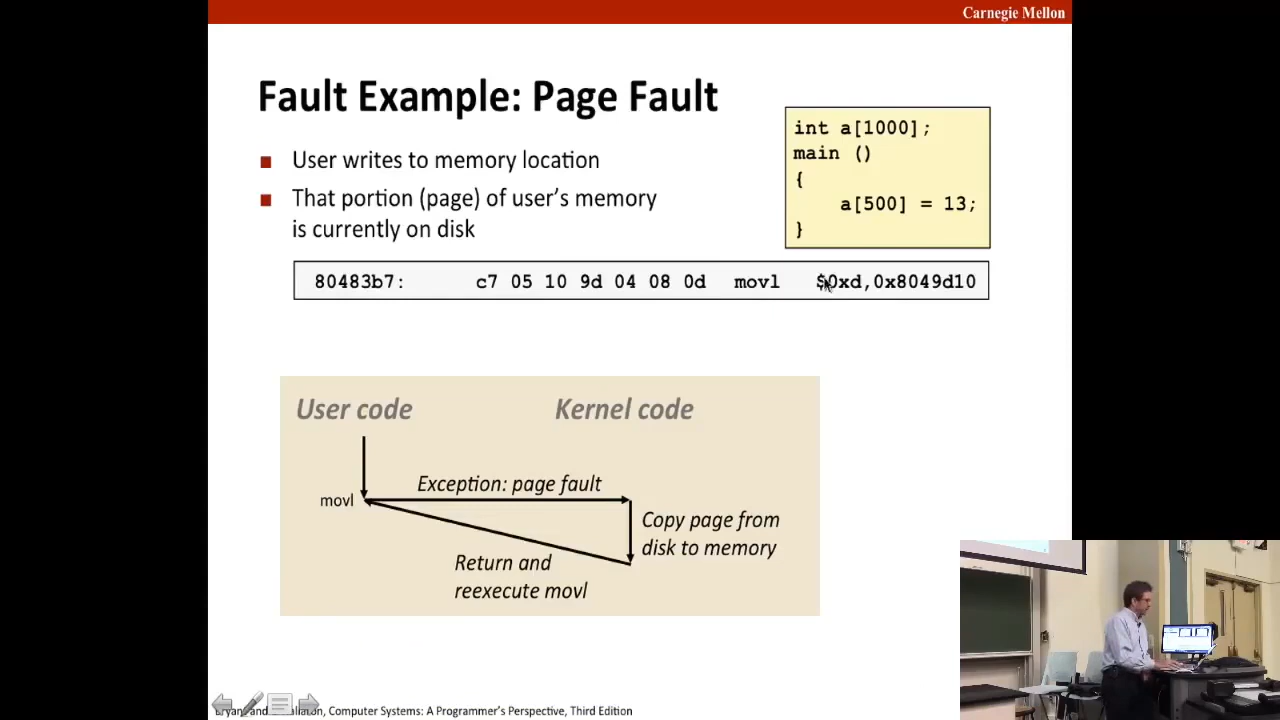 Carnegie Mellon
Fault Example: Page Fault
■ User writes to memory location
■ That portion (page) of user's memory
is currently on disk
int a[1000];
main ()
{
a[500] = 13;
}
80483b7: c7 05 10 9d 04 08 0d movl $0xd,0x8049d10
User code
Kernel code
Exception: page fault
movl
Copy page from
disk to memory
Return and
reexecute movl
Computer Systems: A Programmer's Perspective, Third Edition